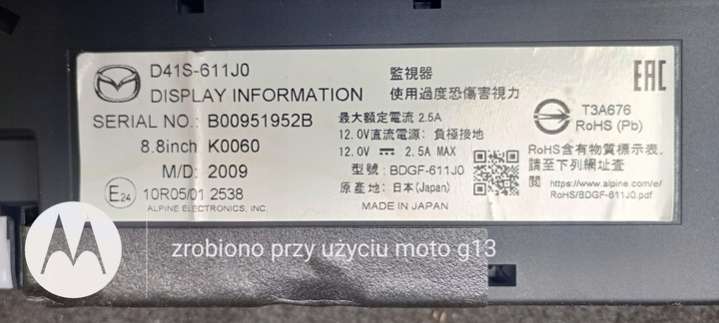 D41S-611J0
DISPLAY INFORMATION
SERIAL NO.: B00951952B
8.8inch K0060
M/D: 2009
E24
10R05/01 2538
ALPINE ELECTRONICS, INC.
監視器
使用過度恐傷害視力
最大額定電流 2.5A
12.0V直流電源: 負極接地
12.0V 2.5A MAX
型號: BDGF-611J0
原產地: 日本(Japan)
MADE IN JAPAN
EAC
T3A676
RoHS (Pb)
RoHS含有物質標示表、
請至下列網址查
閱 https://www.alpine.com/e/
RoHS/BDGF-611J0.pdf
zrobiono przy użyciu moto g13